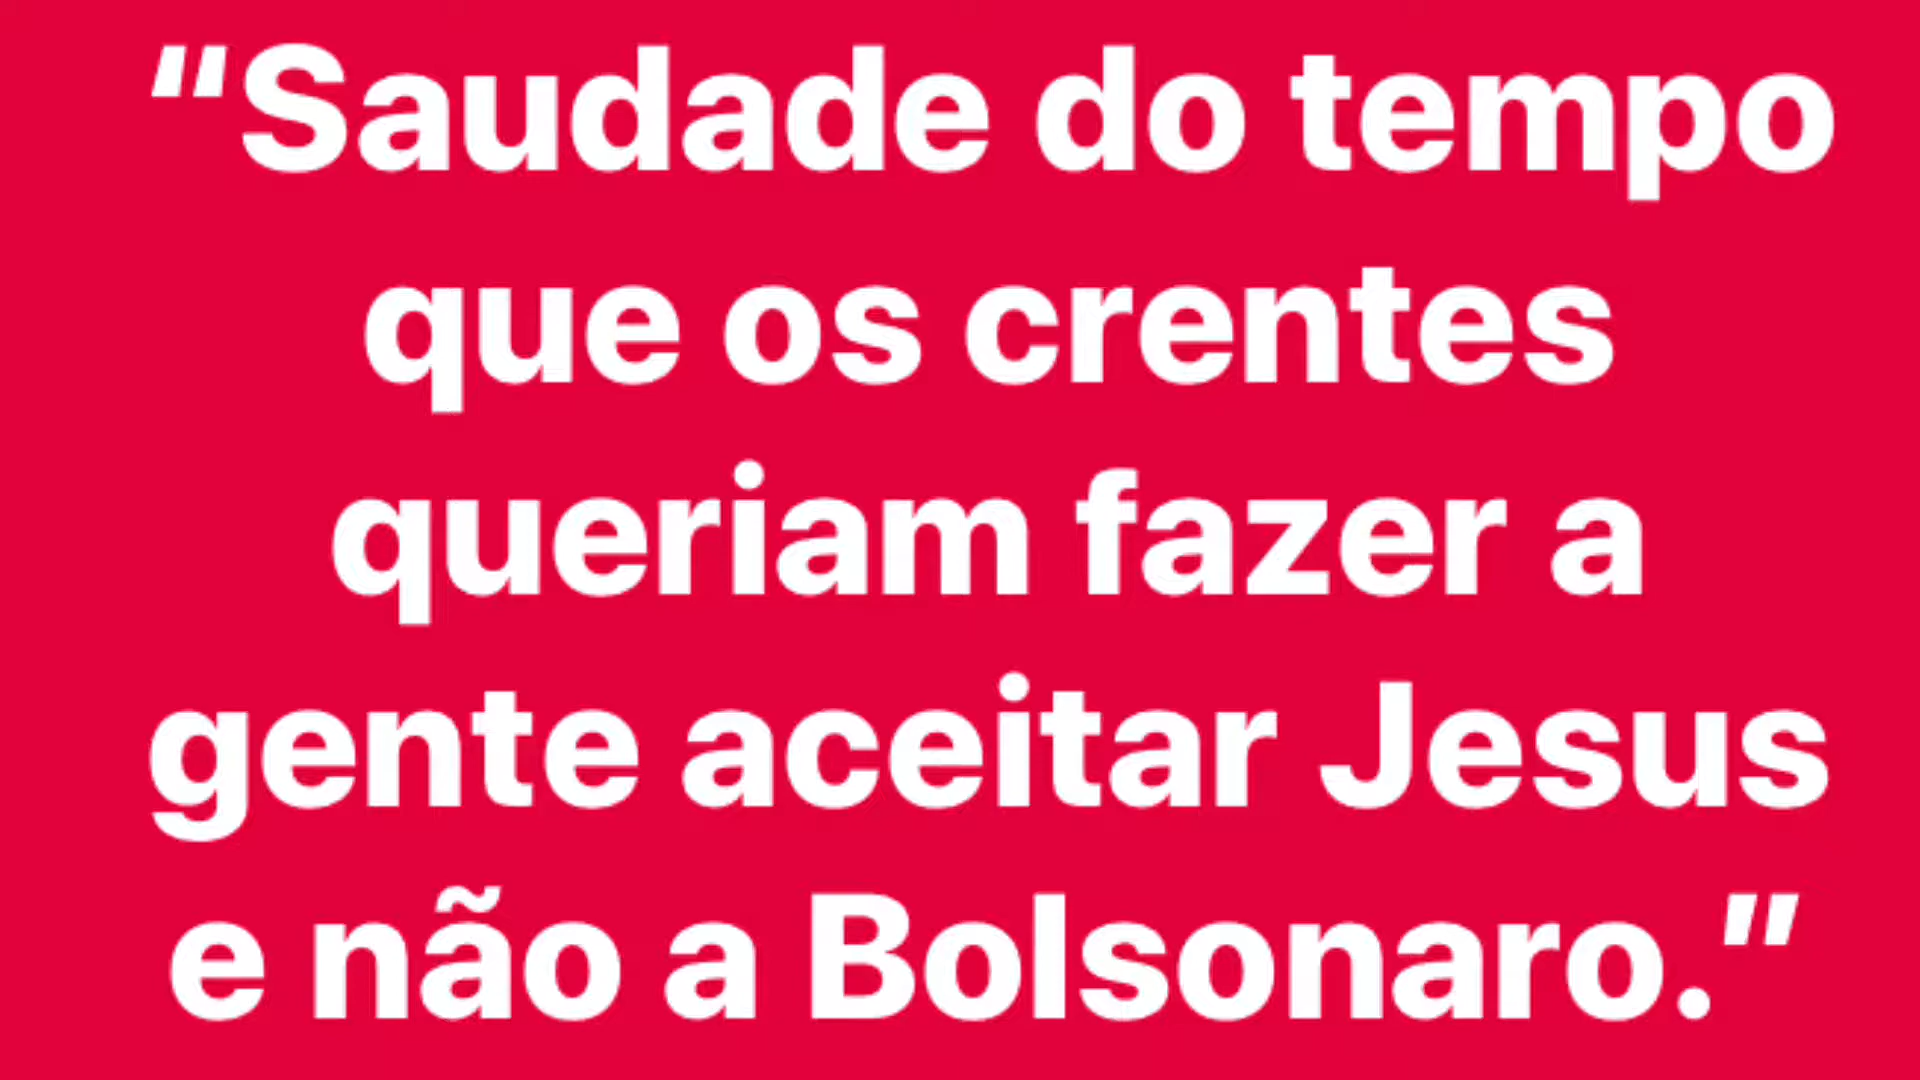 "Saudade do tempo
que os crentes
queriam fazer a
gente aceitar Jesus
e não a Bolsonaro."